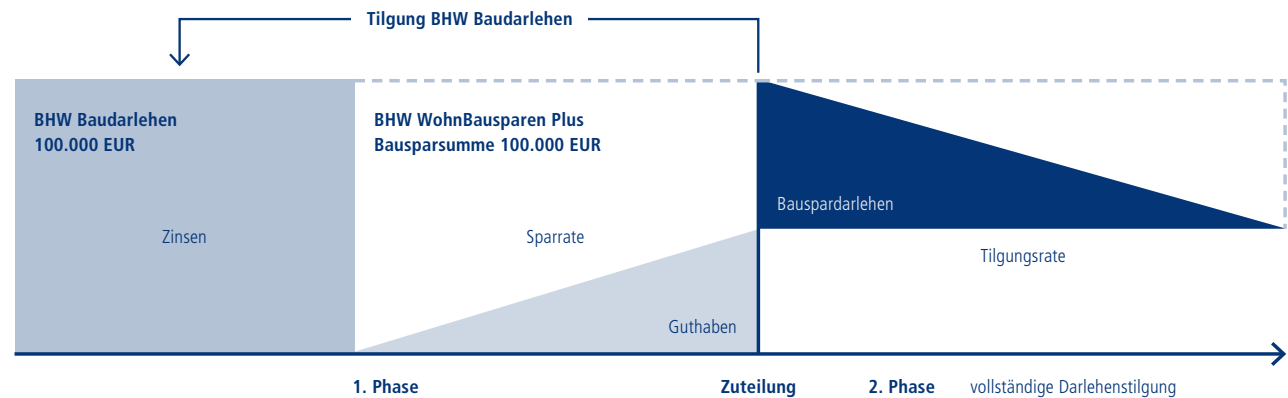 Tilgung BHW Baudarlehen
BHW Baudarlehen
100.000 EUR
BHW WohnBausparen Plus
Bausparsumme 100.000 EUR
Zinsen
Sparrate
Guthaben
Bauspardarlehen
Tilgungsrate
1. Phase
Zuteilung
2. Phase vollständige Darlehenstilgung